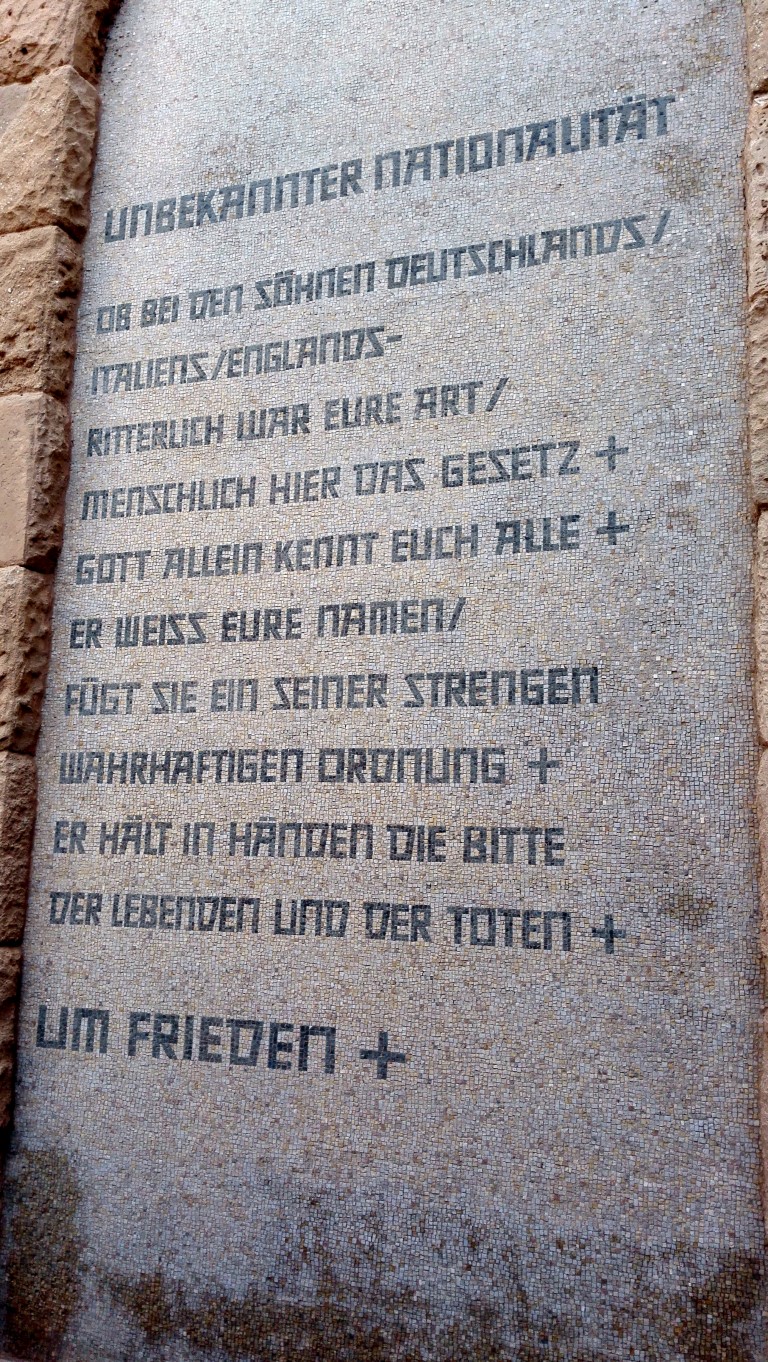 UNBEKANNTER NATIONALITÄT
OB BEI DEN SÖHNEN DEUTSCHLANDS/
ITALIENS/ENGLANDS-
RITTERLICH WAR EURE ART/
MENSCHLICH HIER DAS GESETZ +
GOTT ALLEIN KENNT EUCH ALLE +
ER WEISS EURE NAMEN/
FÜGT SIE EIN SEINER STRENGEN
WAHRHAFTIGEN ORDNUNG +
ER HÄLT IN HÄNDEN DIE BITTE
DER LEBENDEN UND DER TOTEN +
UM FRIEDEN +